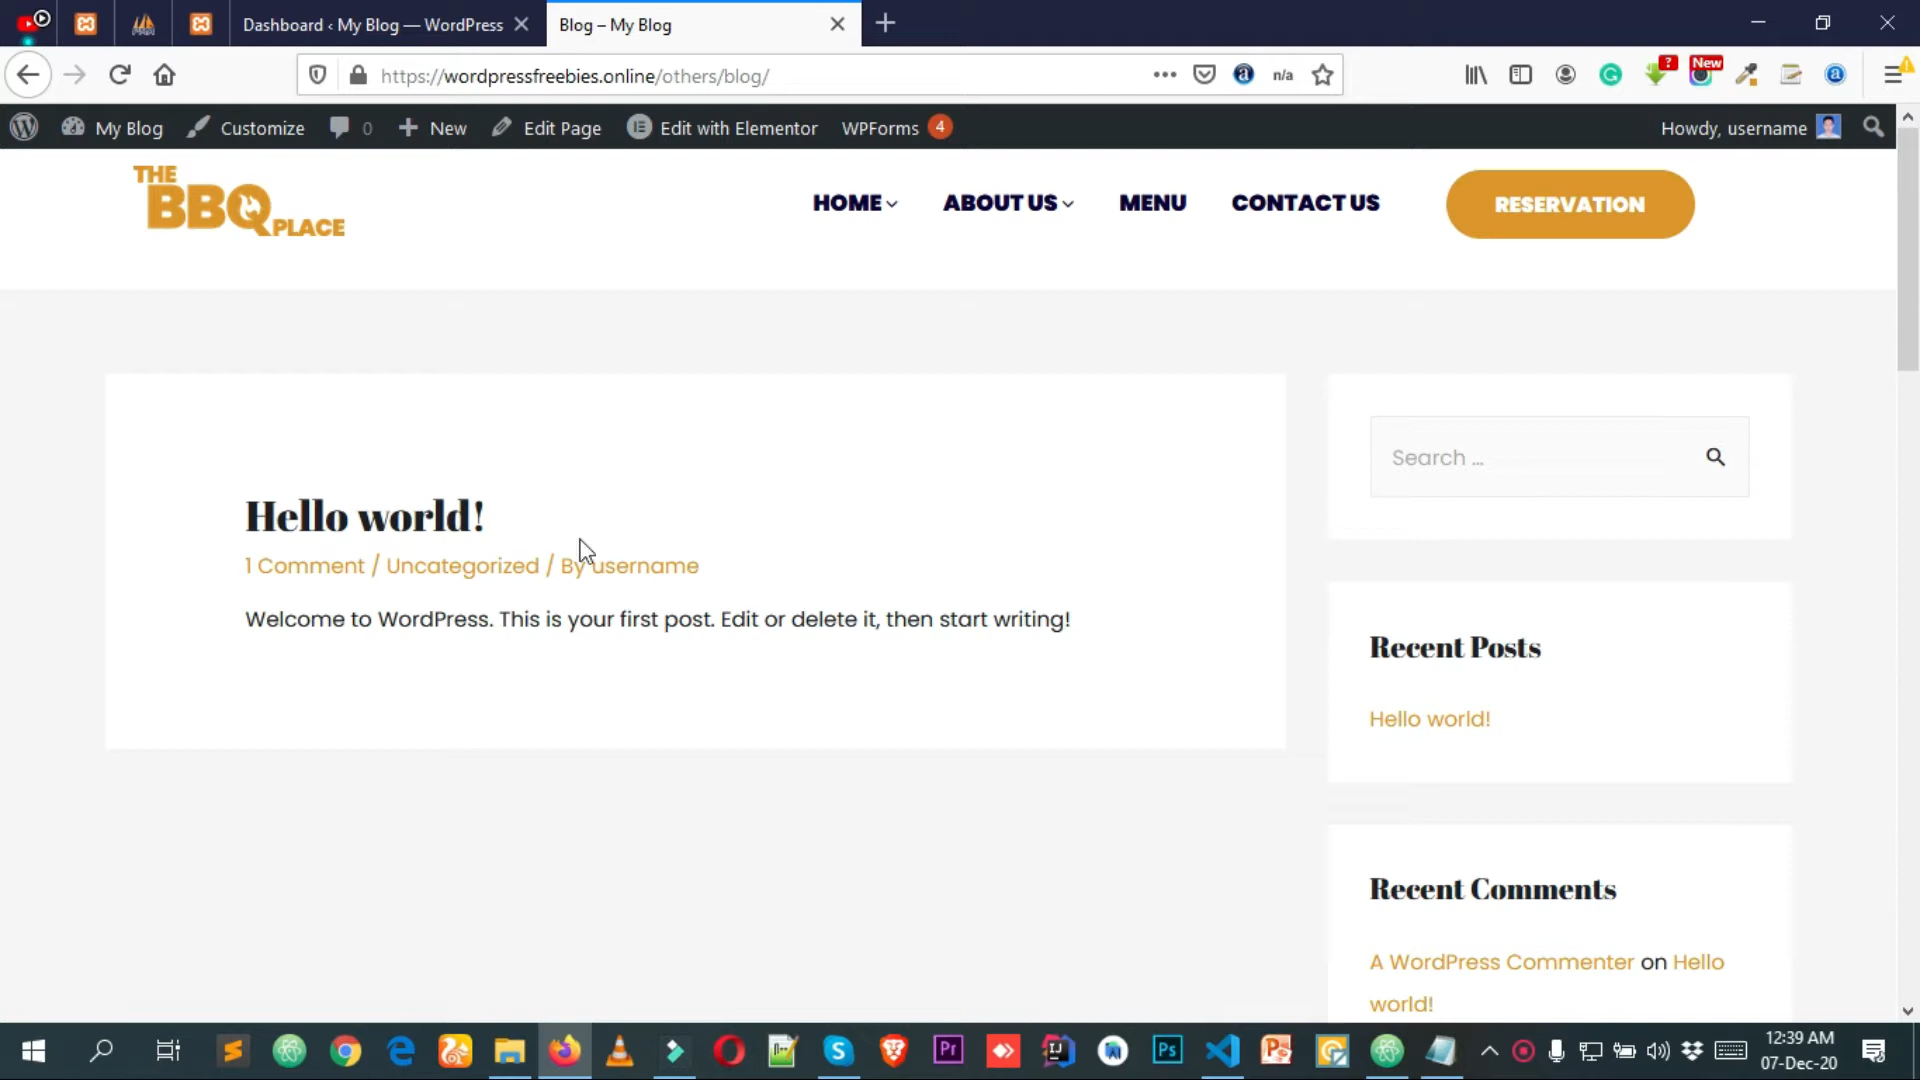 Dashboard ‹ My Blog — WordPress
Blog – My Blog
https://wordpressfreebies.online/others/blog/
n/a
?
New
My Blog
Customize
0
New
Edit Page
Edit with Elementor
WPForms 4
Howdy, username
THE
BBQ
PLACE
HOME
ABOUT US
MENU
CONTACT US
RESERVATION
Search ...
Hello world!
1 Comment / Uncategorized / By username
Welcome to WordPress. This is your first post. Edit or delete it, then start writing!
Recent Posts
Hello world!
Recent Comments
A WordPress Commenter on Hello
world!
Pr
Ps
12:39 AM
07-Dec-20